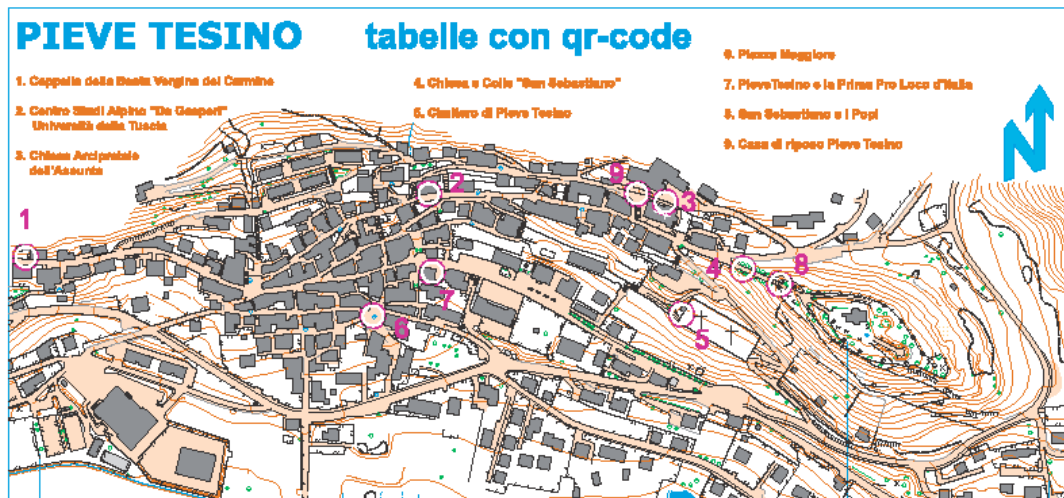 PIEVE TESINO tabelle con qr-code
1. Cappella della Beata Vergine del Carmine
2. Centro Studi Alpino "De Gasperi"
Università della Tuscia
3. Chiesa Arcipretale
dell'Assunta
4. Chiesa e Colle "San Sebastiano"
5. Cimitero di Pieve Tesino
6. Piazza Maggiore
7. PieveTesino e la Prima Pro Loco d'Italia
8. San Sebastiano e i Popi
9. Casa di riposo Pieve Tesino
N
1
2
9
3
4
8
7
6
5